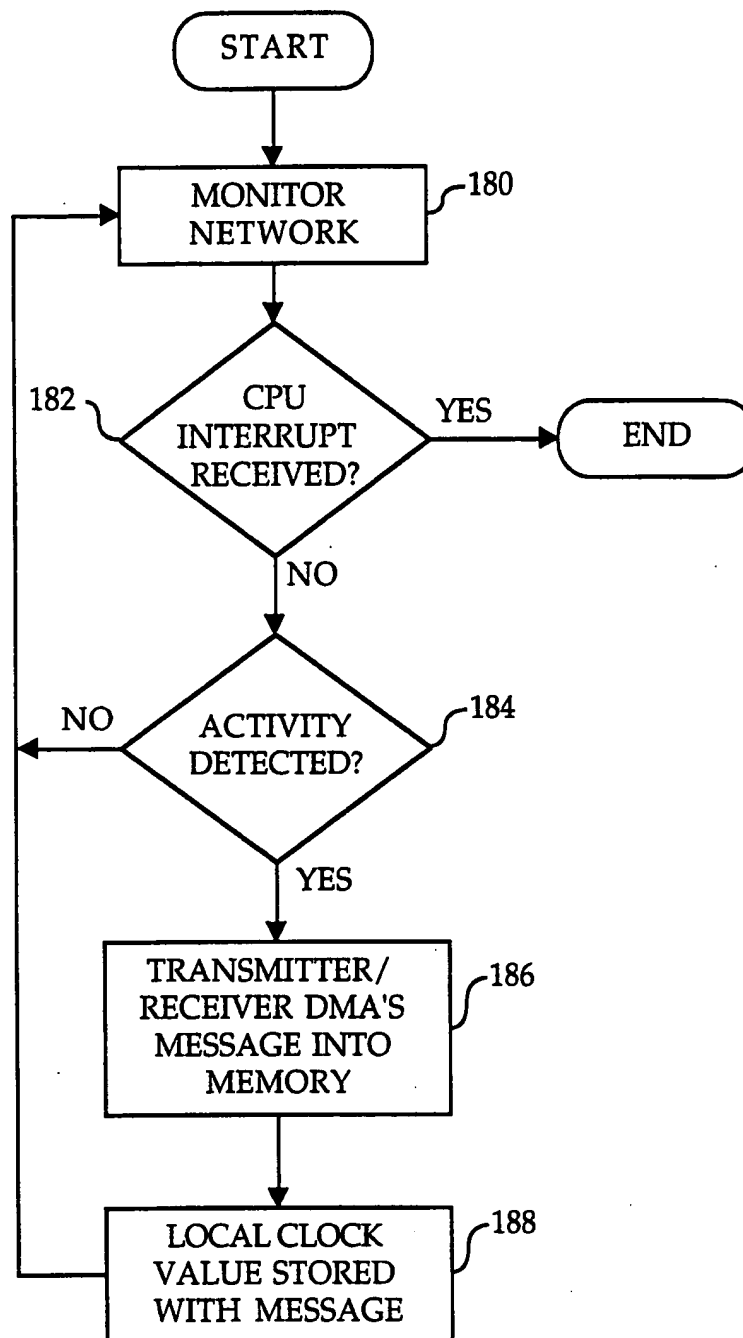 START
MONITOR
NETWORK
180
182
CPU
INTERRUPT
RECEIVED?
YES
END
NO
NO
ACTIVITY
DETECTED?
184
YES
TRANSMITTER/
RECEIVER DMA'S
MESSAGE INTO
MEMORY
186
LOCAL CLOCK
VALUE STORED
WITH MESSAGE
188